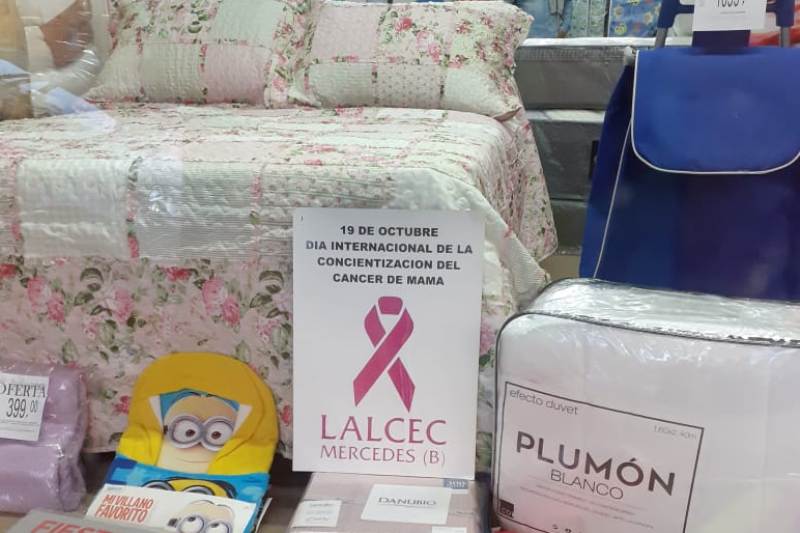 19 DE OCTUBRE
DIA INTERNACIONAL DE LA
CONCIENTIZACION DEL
CANCER DE MAMA
LALCEC
MERCEDES (B)
OFERTA
399,00
MI VILLANO
FAVORITO
DANUBIO
efecto duvet
PLUMÓN
BLANCO